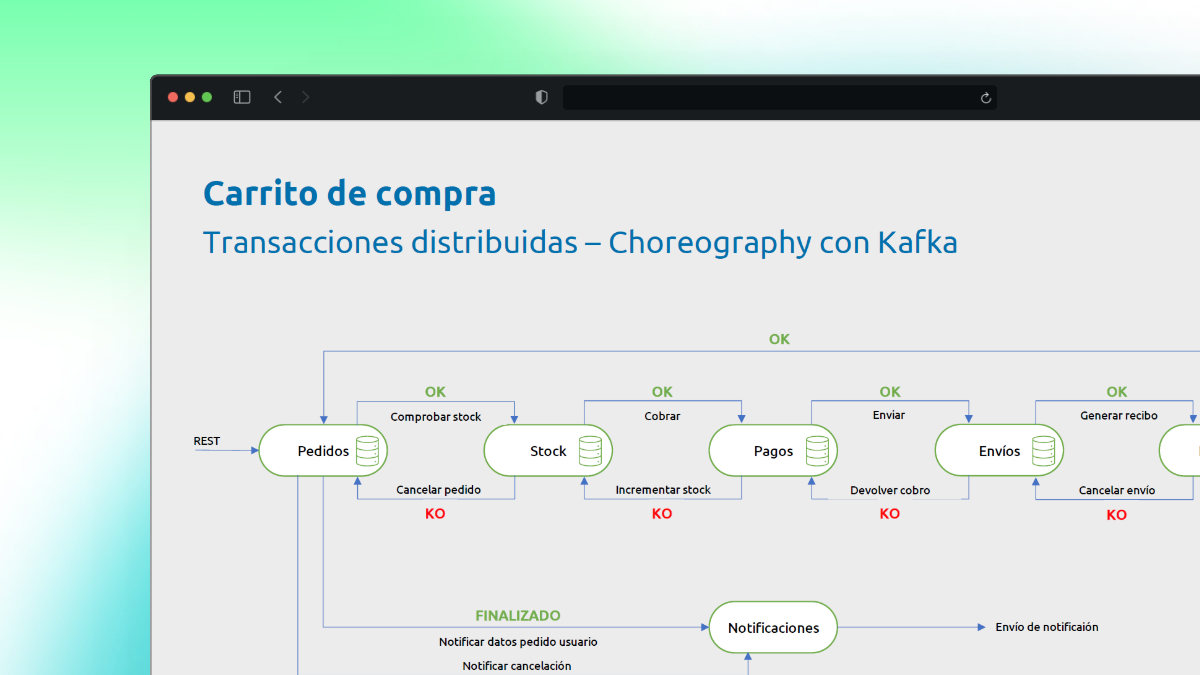 Carrito de compra
Transacciones distribuidas – Choreography con Kafka
OK
OK
OK
OK
OK
Comprobar stock
Cobrar
Enviar
Generar recibo
REST
Pedidos
Stock
Pagos
Envíos
Cancelar pedido
Incrementar stock
Devolver cobro
Cancelar envío
KO
KO
KO
KO
FINALIZADO
Notificar datos pedido usuario
Notificar cancelación
Notificaciones
Envío de notificaión